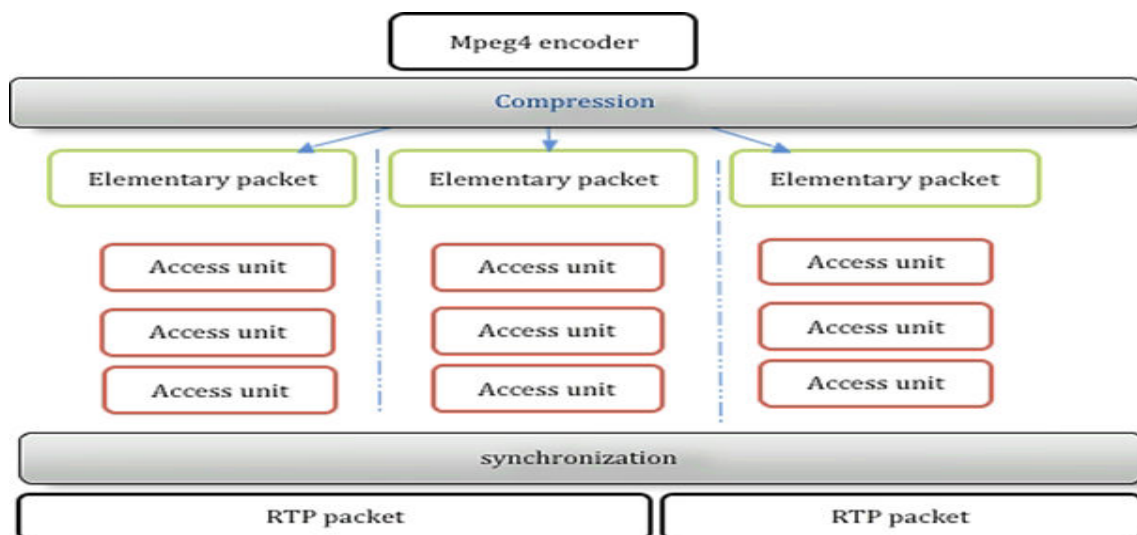 Mpeg4 encoder
Compression
Elementary packet
Elementary packet
Elementary packet
Access unit
Access unit
Access unit
Access unit
Access unit
Access unit
Access unit
Access unit
Access unit
synchronization
RTP packet
RTP packet